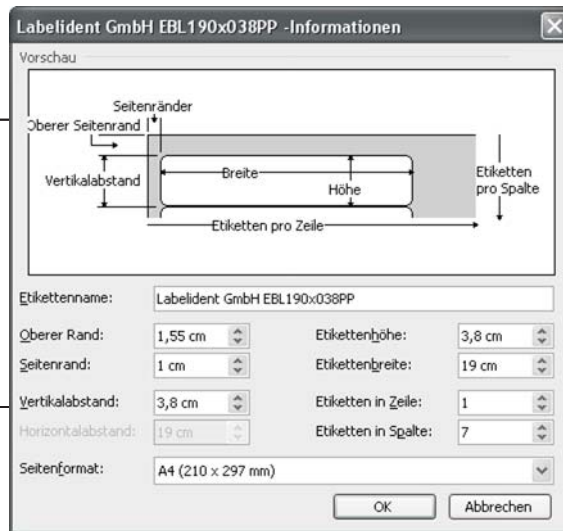 Labelident GmbH EBL190x038PP -Informationen
Vorschau
Seitenränder
Oberer Seitenrand
Vertikalabstand
Breite
Höhe
Etiketten
pro Spalte
Etiketten pro Zeile
Etikettenname: Labelident GmbH EBL190x038PP
Oberer Rand: 1,55 cm Etikettenhöhe: 3,8 cm
Seitenrand: 1 cm Etikettenbreite: 19 cm
Vertikalabstand: 3,8 cm Etiketten in Zeile: 1
Horizontalabstand: 19 cm Etiketten in Spalte: 7
Seitenformat: A4 (210 x 297 mm)
OK Abbrechen